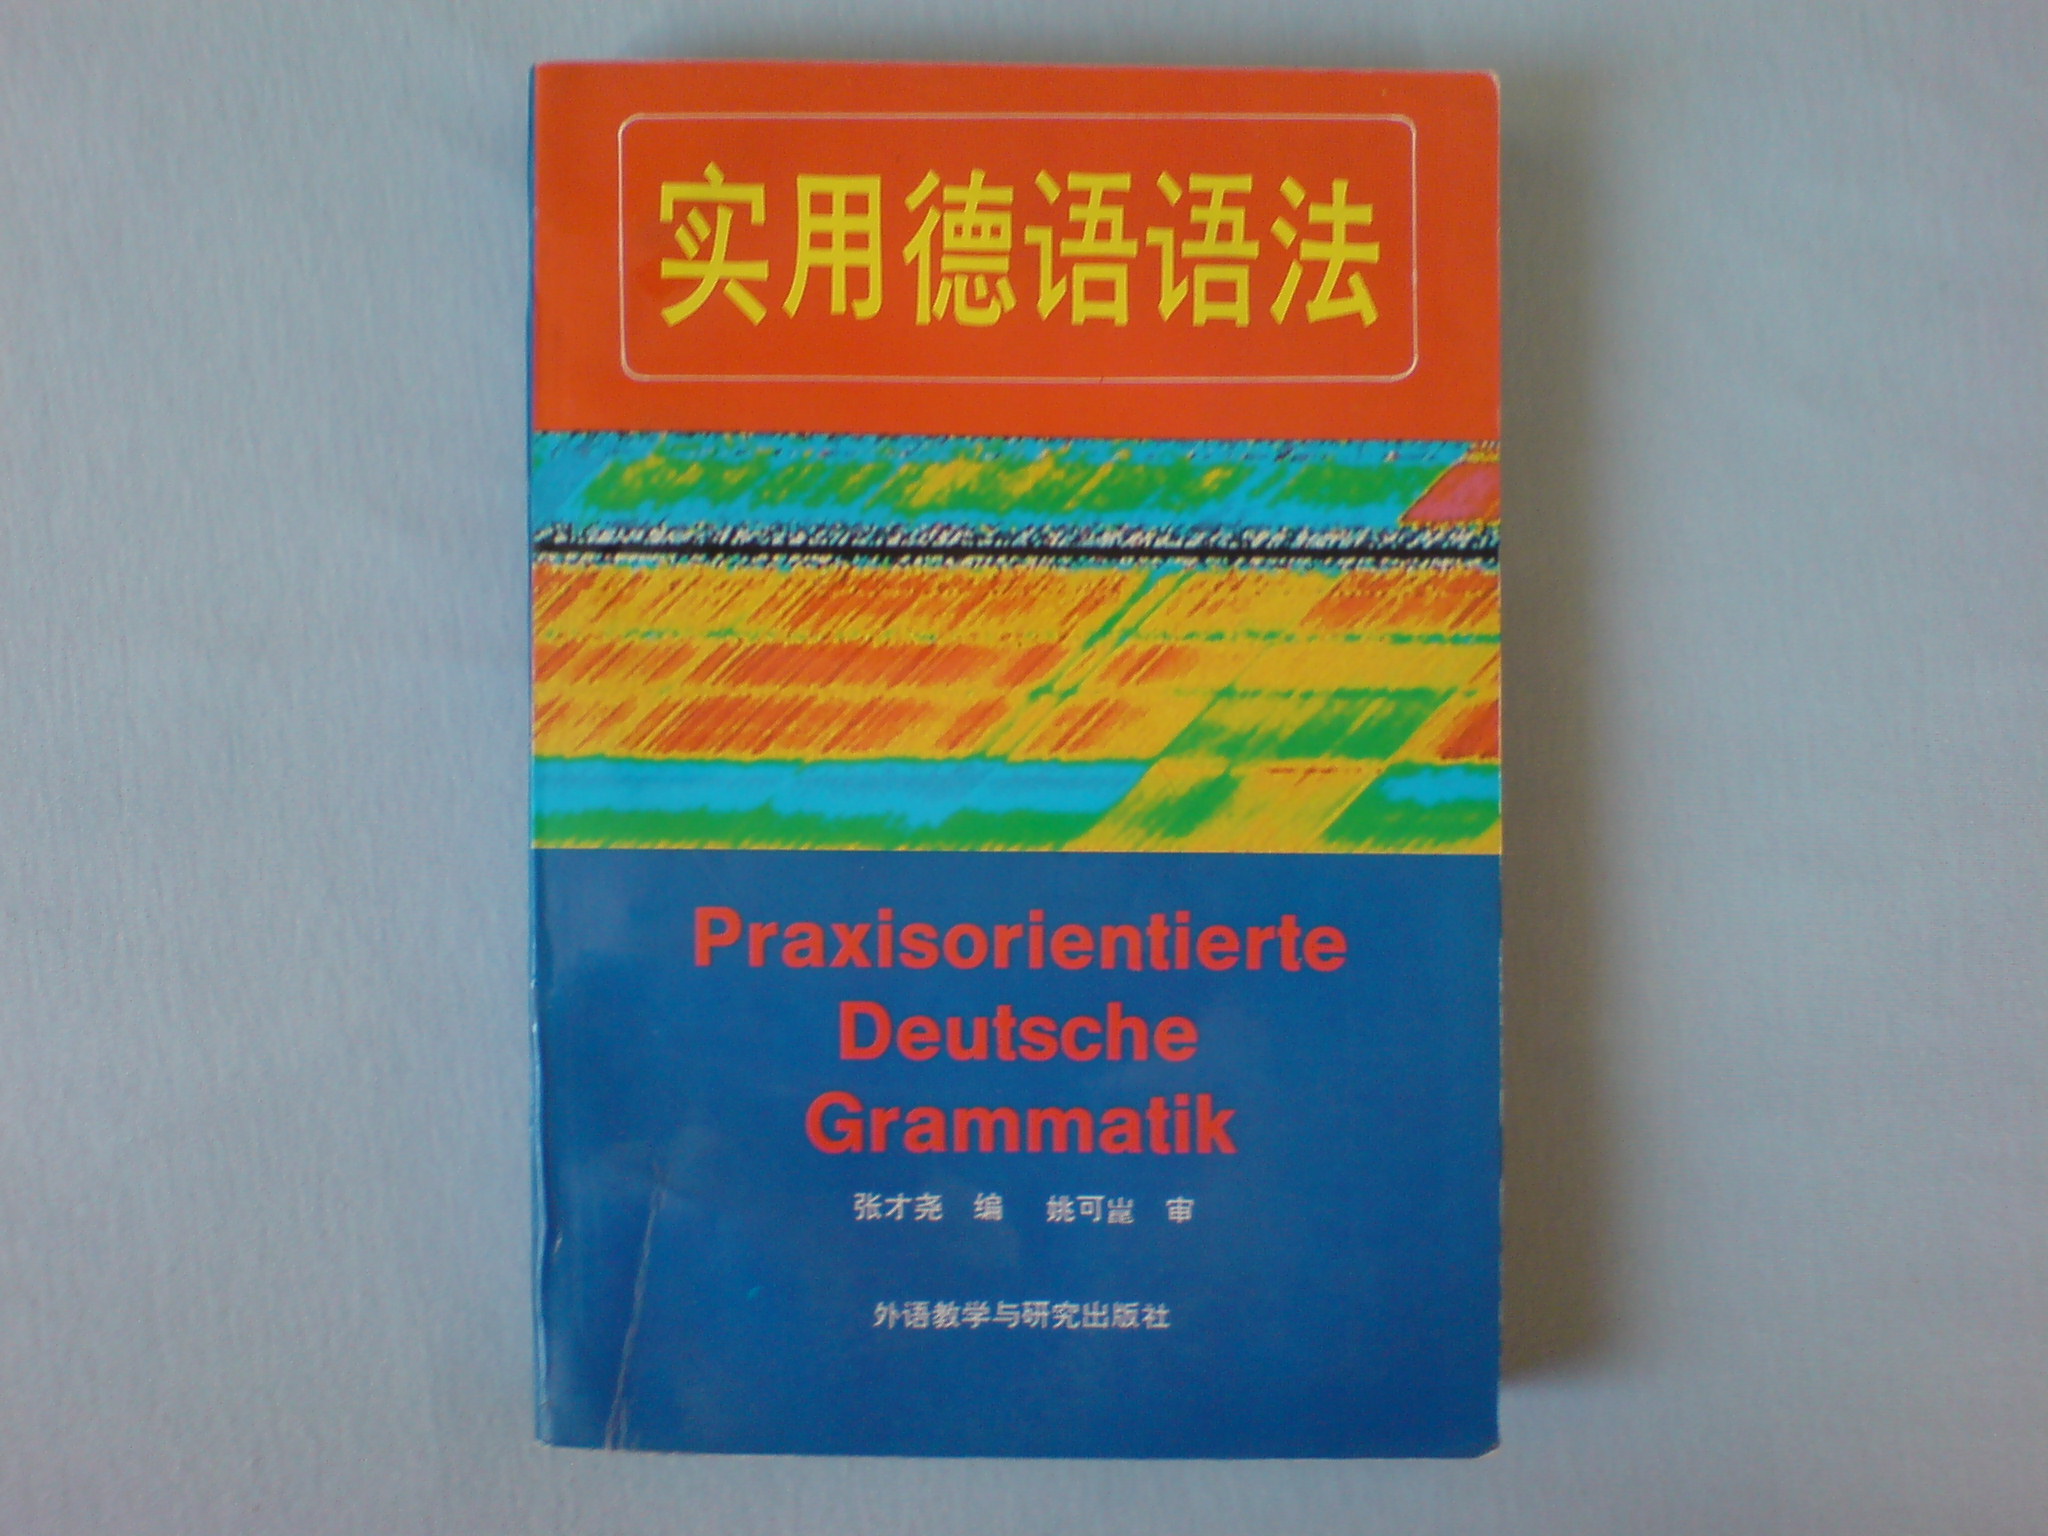 实用德语语法
Praxisorientierte
Deutsche
Grammatik
张才尧 编 姚可崑 审
外语教学与研究出版社